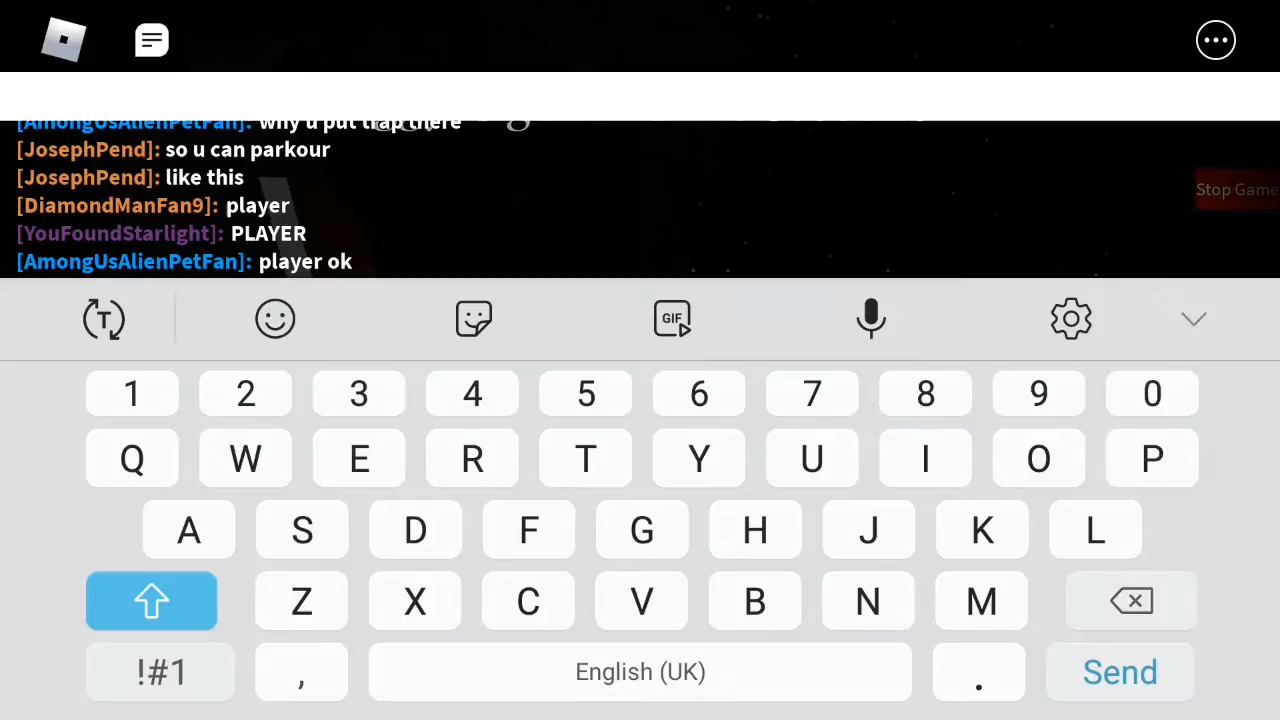 [AmongUsAlienPetFan]: why u put trap there
[JosephPend]: so u can parkour
[JosephPend]: like this
Stop Game
[DiamondManFan9]: player
[YouFoundStarlight]: PLAYER
[AmongUsAlienPetFan]: player ok
T
GIF
1 2 3 4 5 6 7 8 9 0
Q W E R T Y U I O P
A S D F G H J K L
Z X C V B N M
!#1 , English (UK) . Send